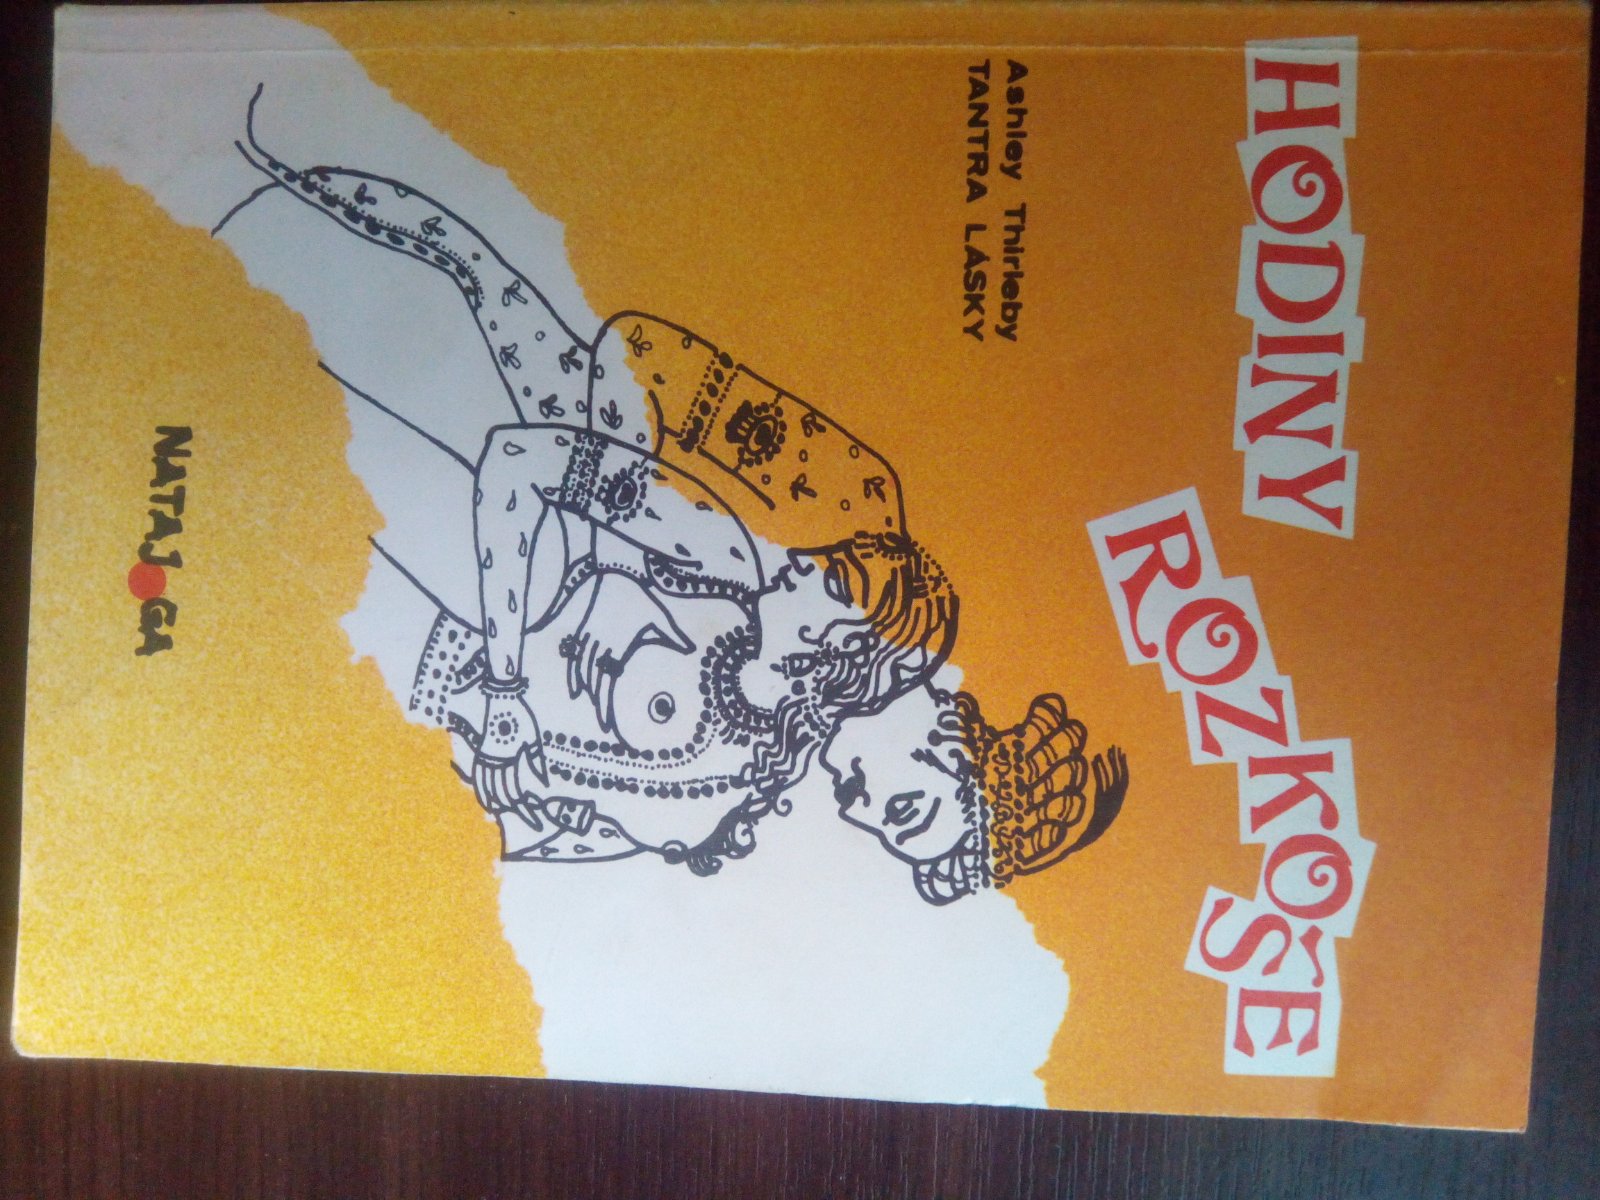 HODINY
ROZKOŠE
Ashley Thirleby
TANTRA LÁSKY
NATAJOGA